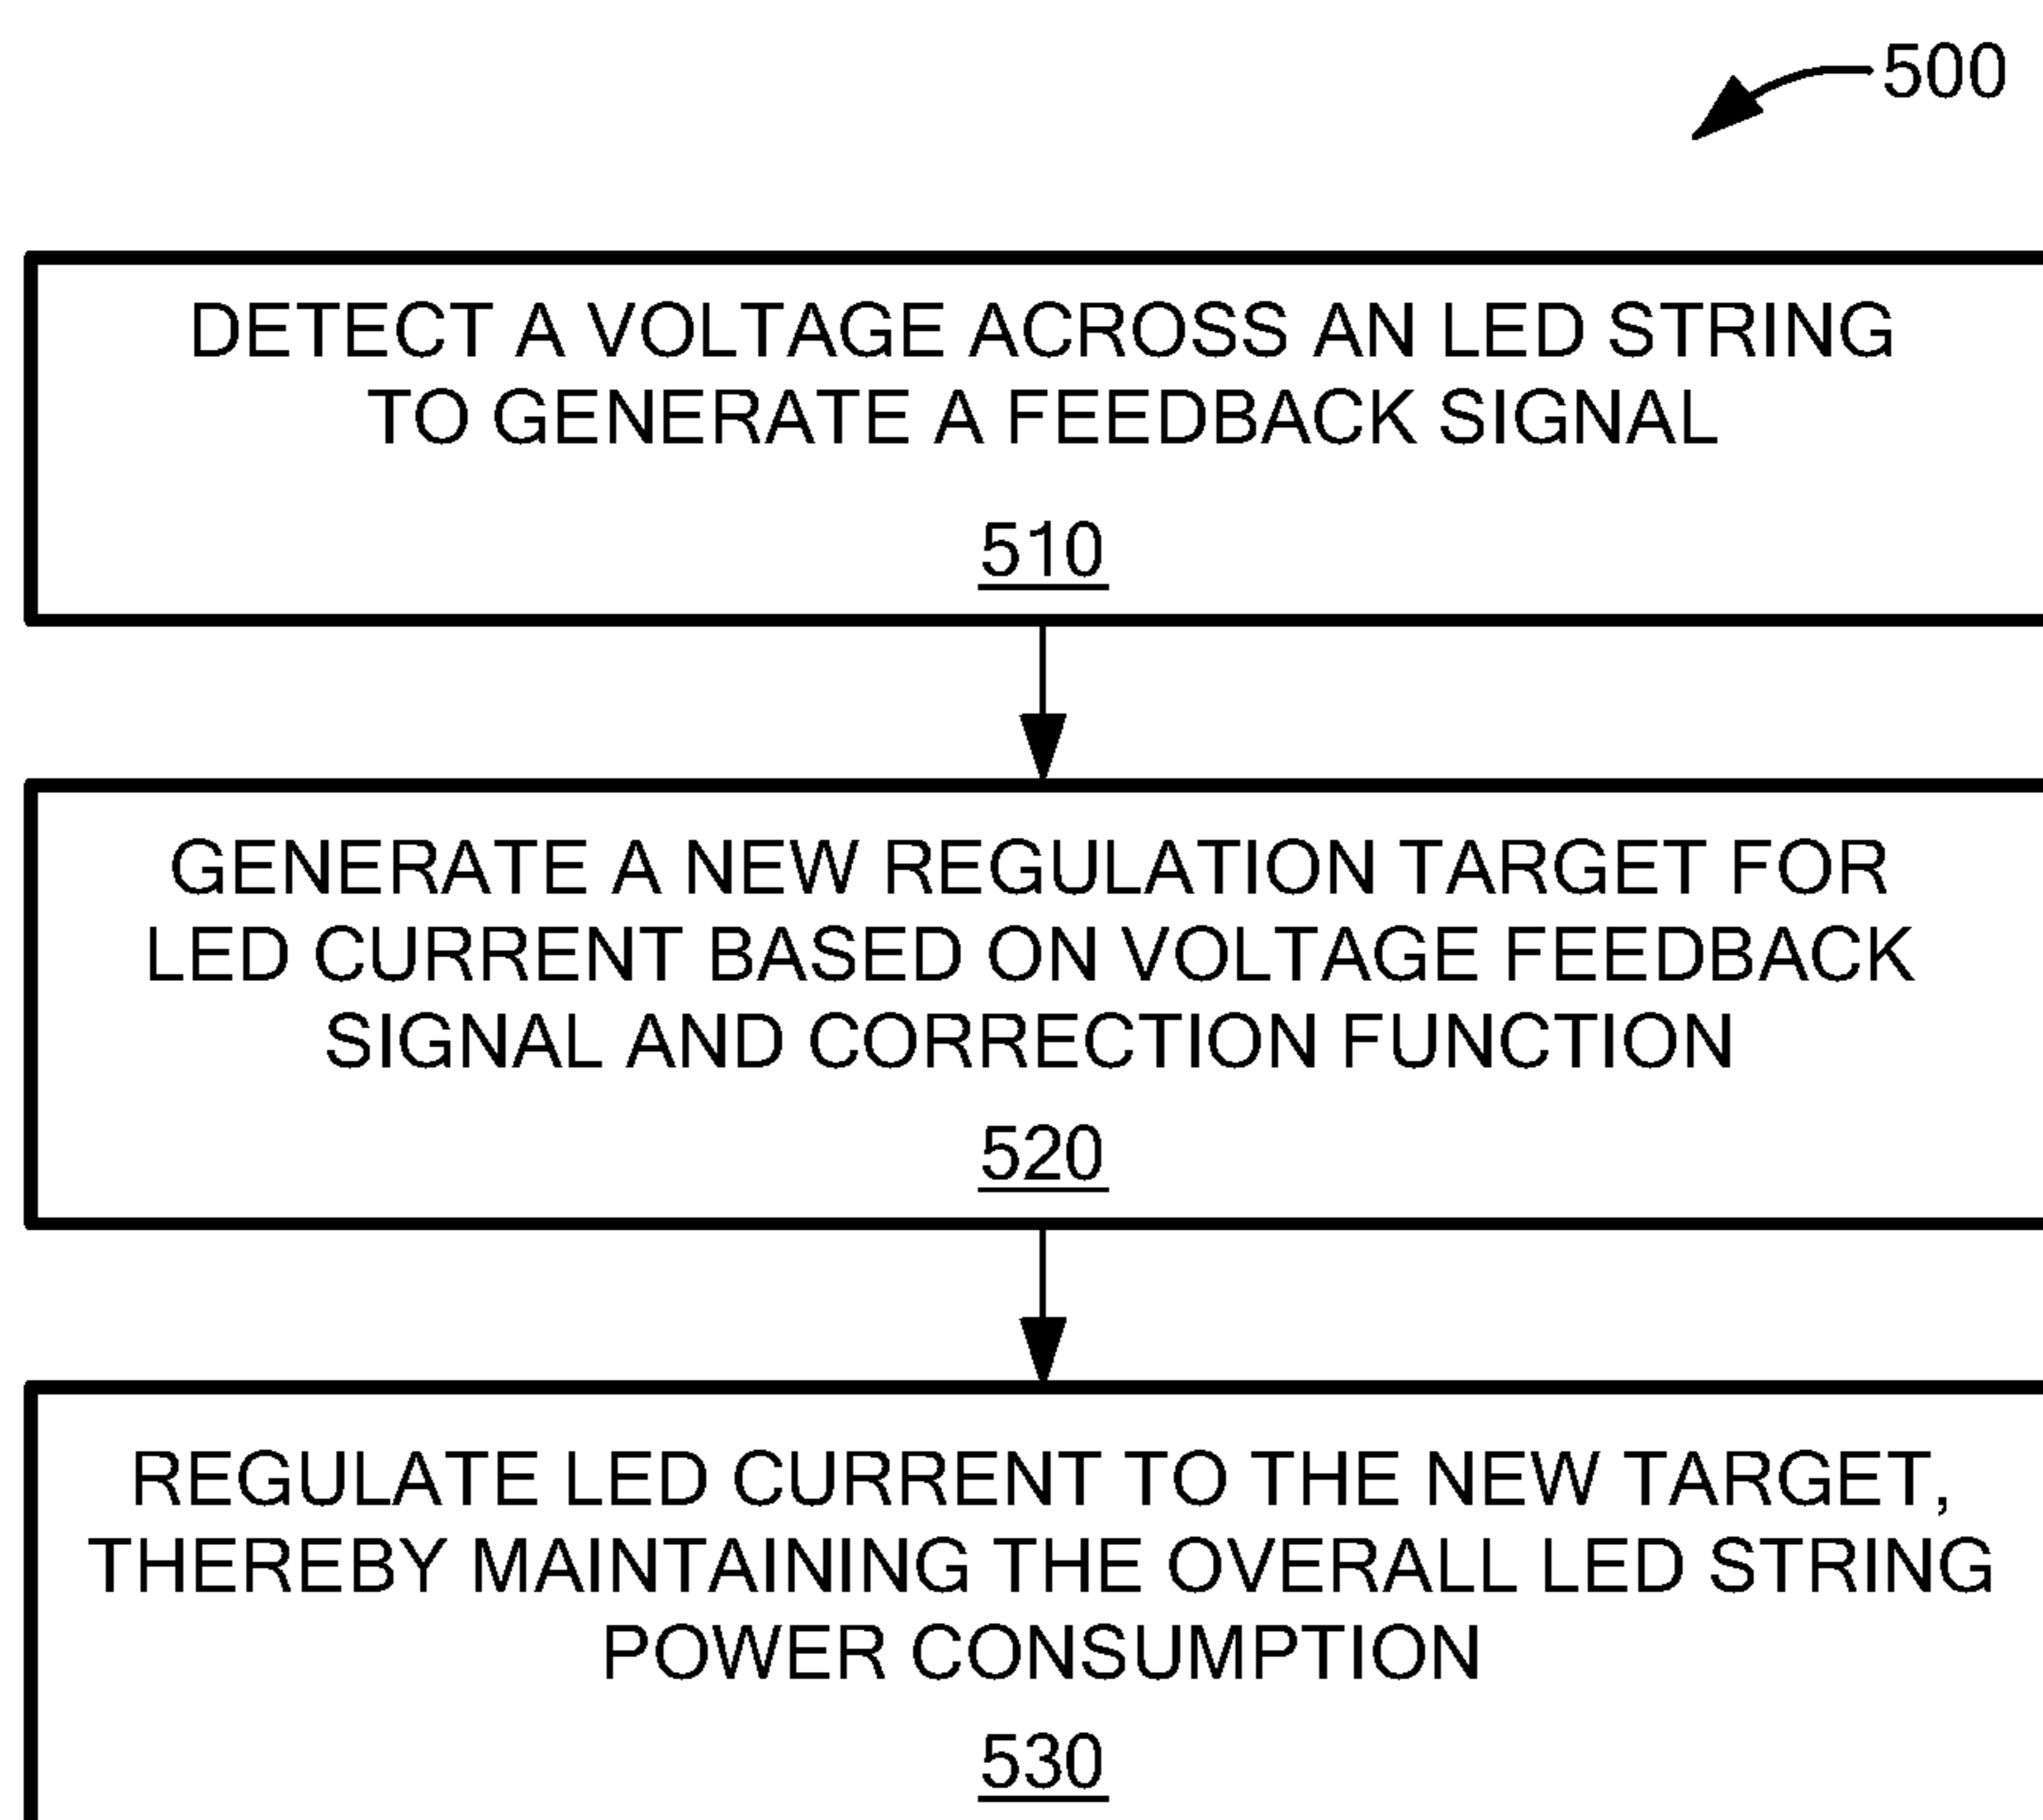 500
DETECT A VOLTAGE ACROSS AN LED STRING
TO GENERATE A FEEDBACK SIGNAL
510
GENERATE A NEW REGULATION TARGET FOR
LED CURRENT BASED ON VOLTAGE FEEDBACK
SIGNAL AND CORRECTION FUNCTION
520
REGULATE LED CURRENT TO THE NEW TARGET,
THEREBY MAINTAINING THE OVERALL LED STRING
POWER CONSUMPTION
530